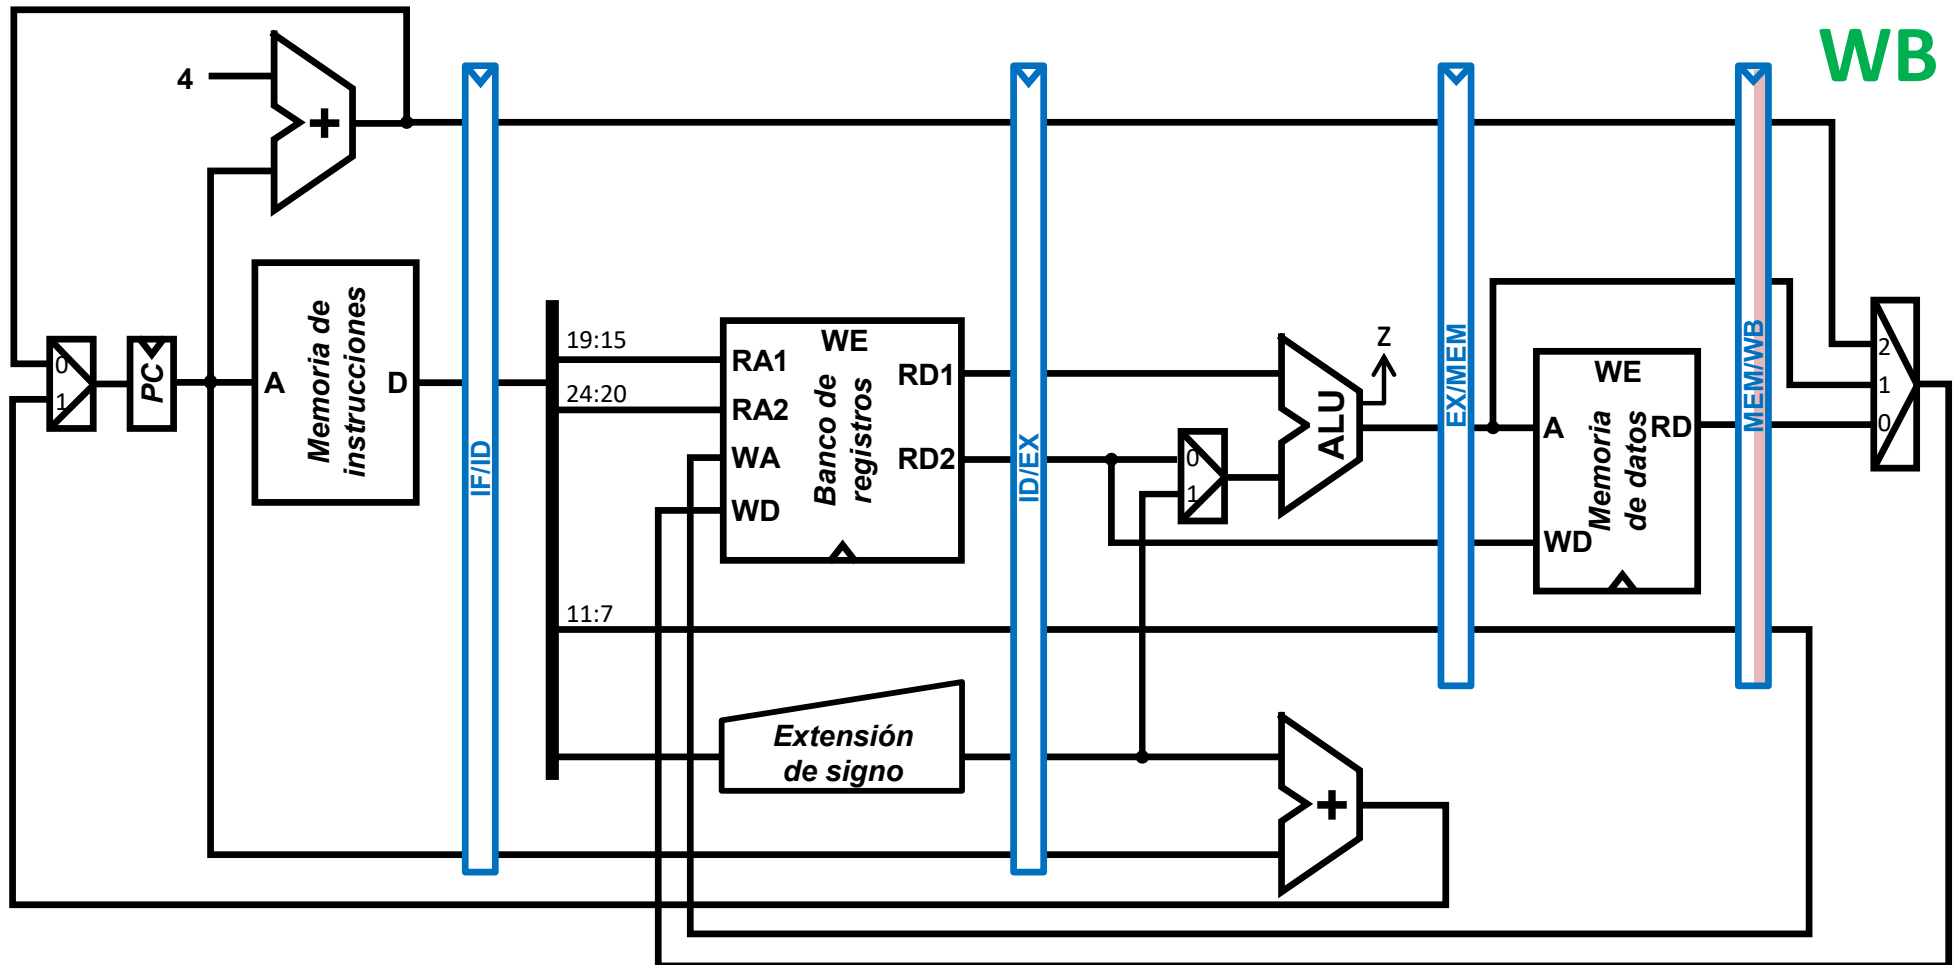 WB
4
+
Memoria de
instrucciones
A
D
0
1
PC
IF/ID
19:15
24:20
11:7
WE
RA1
RA2
WA
WD
Banco de
registros
RD1
RD2
Extensión
de signo
ID/EX
0
1
ALU
Z
+
EX/MEM
WE
A
RD
WD
Memoria
de datos
MEM/WB
2
1
0